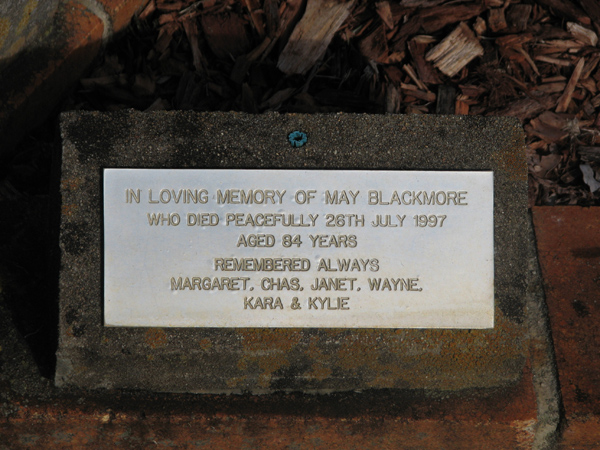 IN LOVING MEMORY OF MAY BLACKMORE
WHO DIED PEACEFULLY 26TH JULY 1997
AGED 84 YEARS
REMEMBERED ALWAYS
MARGARET, CHAS, JANET, WAYNE,
KARA & KYLIE